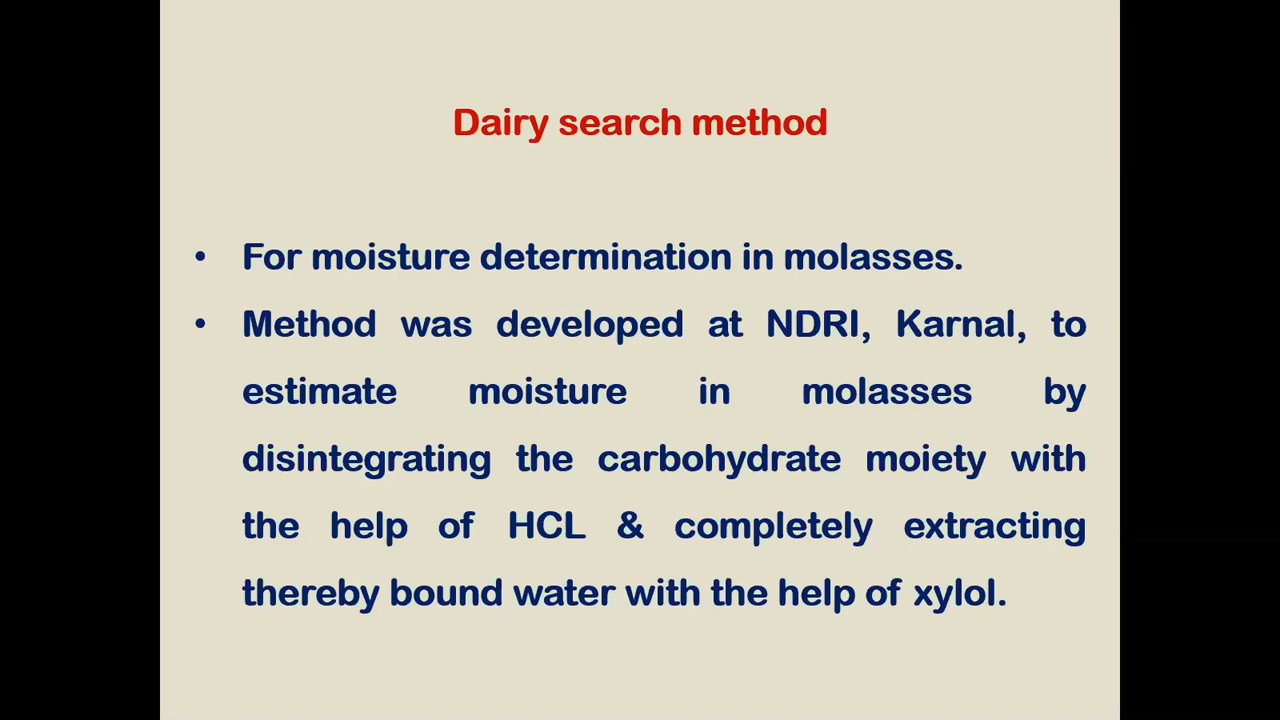 Dairy search method
• For moisture determination in molasses.
• Method was developed at NDRI, Karnal, to
estimate moisture in molasses by
disintegrating the carbohydrate moiety with
the help of HCL & completely extracting
thereby bound water with the help of xylol.